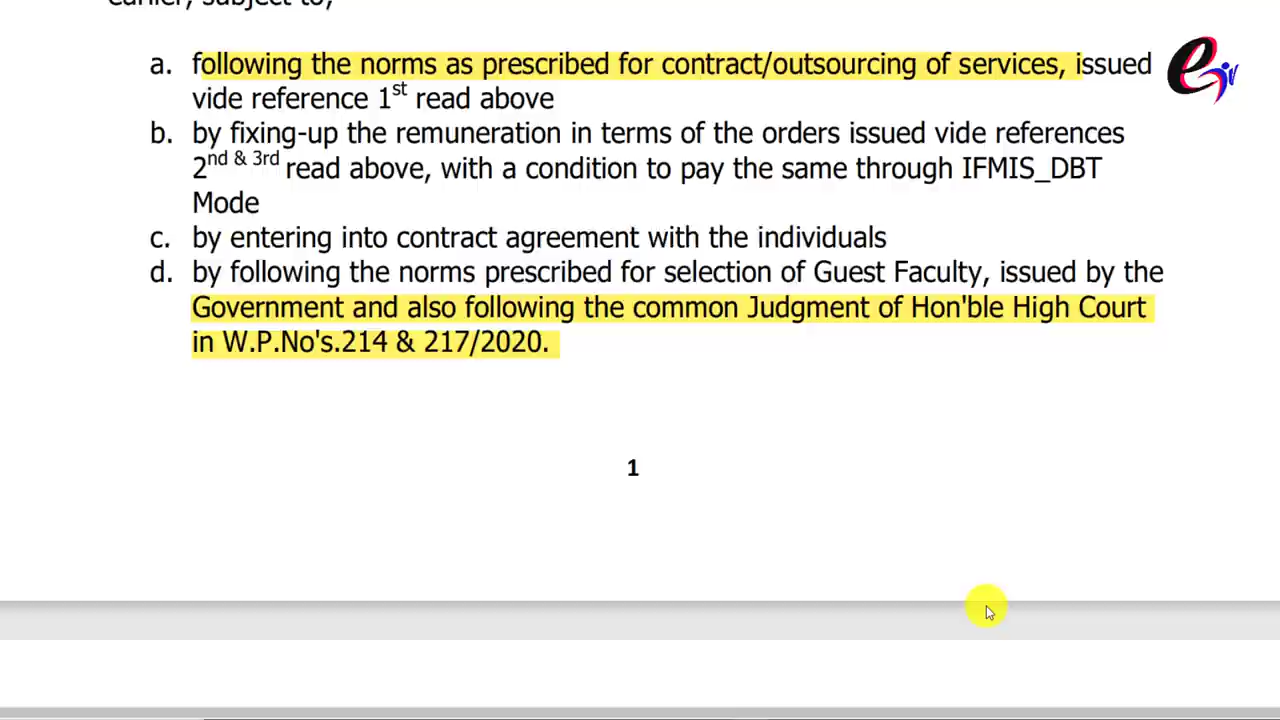 earlier, subject to;
a. following the norms as prescribed for contract/outsourcing of services, issued
vide reference 1st read above
b. by fixing-up the remuneration in terms of the orders issued vide references
2nd & 3rd read above, with a condition to pay the same through IFMIS_DBT
Mode
c. by entering into contract agreement with the individuals
d. by following the norms prescribed for selection of Guest Faculty, issued by the
Government and also following the common Judgment of Hon'ble High Court
in W.P.No's.214 & 217/2020.
1